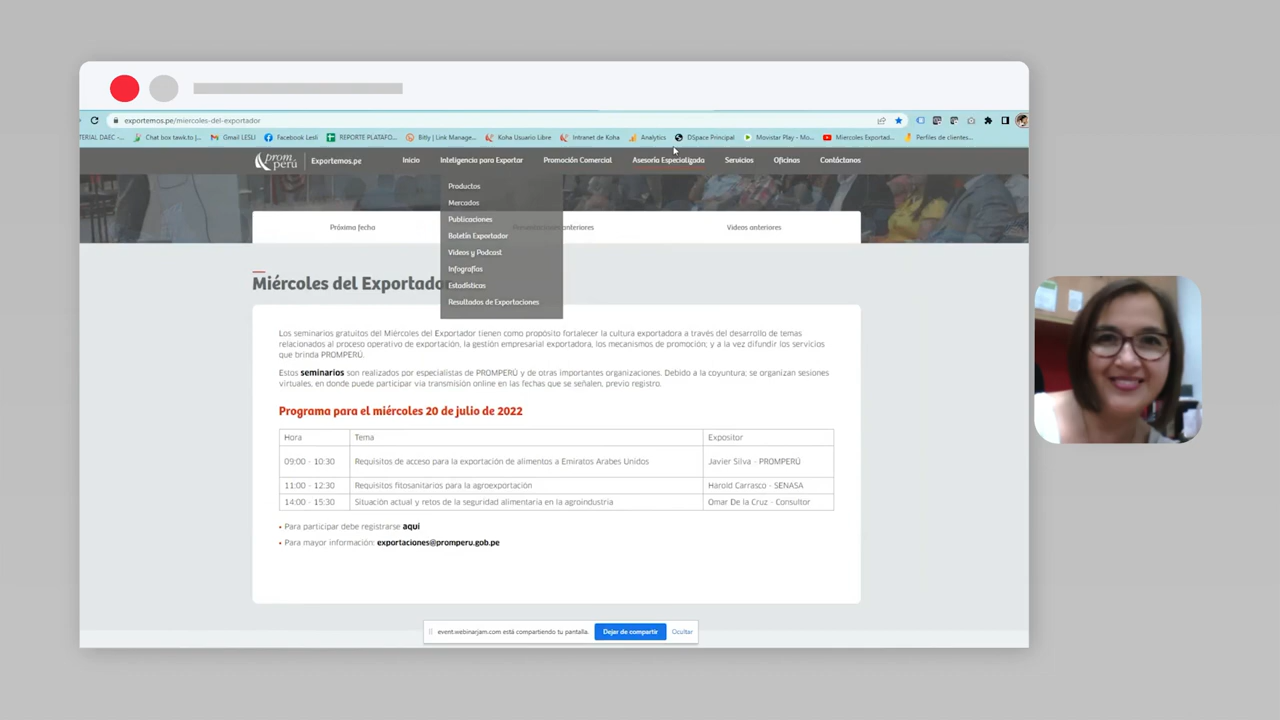 exportemos.pe/miercoles-del-exportador
TERIAL DAEC -... Chat box tawk.to |... Gmail LESLI Facebook Lesli REPORTE PLATAFO... Bitly | Link Manage... Koha Usuario Libre Intranet de Koha Analytics DSpace Principal Movistar Play - Mo... Miercoles Exportad... Perfiles de clientes...
prom perú Exportemos.pe Inicio Inteligencia para Exportar Promoción Comercial Asesoría Especializada Servicios Oficinas Contáctanos
Productos
Mercados
Publicaciones
Boletín Exportador
Videos y Podcast
Infografías
Estadísticas
Resultados de Exportaciones
Próxima fecha anteriores Videos anteriores
Miércoles del Exportado
Los seminarios gratuitos del Miércoles del Exportador tienen como propósito fortalecer la cultura exportadora a través del desarrollo de temas
relacionados al proceso operativo de exportación, la gestión empresarial exportadora, los mecanismos de promoción; y a la vez difundir los servicios
que brinda PROMPERÚ.
Estos seminarios son realizados por especialistas de PROMPERÚ y de otras importantes organizaciones. Debido a la coyuntura; se organizan sesiones
virtuales, en donde puede participar vía transmisión online en las fechas que se señalen, previo registro.
Programa para el miércoles 20 de julio de 2022
Hora Tema Expositor
09:00 - 10:30 Requisitos de acceso para la exportación de alimentos a Emiratos Arabes Unidos Javier Silva - PROMPERÚ
11:00 - 12:30 Requisitos fitosanitarios para la agroexportación Harold Carrasco - SENASA
14:00 - 15:30 Situación actual y retos de la seguridad alimentaria en la agroindustria Omar De la Cruz - Consultor
• Para participar debe registrarse aquí
• Para mayor información: exportaciones@promperu.gob.pe
event.webinarjam.com está compartiendo tu pantalla. Dejar de compartir Ocultar